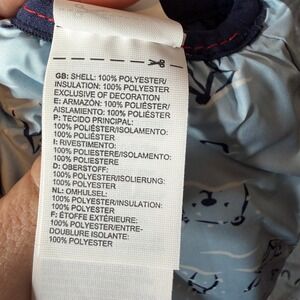 GB: SHELL: 100% POLYESTER/
INSULATION: 100% POLYESTER
EXCLUSIVE OF DECORATION
E: ARMAZÓN: 100% POLIÉSTER/
AISLAMIENTO: 100% POLIÉSTER
P: TECIDO PRINCIPAL:
100% POLIÉSTER/ISOLAMENTO:
100% POLIÉSTER
I: RIVESTIMENTO:
100% POLIESTERE/ISOLAMENTO:
100% POLIESTERE
D: OBERSTOFF:
100% POLYESTER/ISOLIERUNG:
100% POLYESTER
NL: OMHULSEL:
100% POLYESTER/INSULATION:
100% POLYESTER
F: ÉTOFFE EXTÉRIEURE:
100% POLYESTER/ENTRE-
DOUBLURE ISOLANTE:
100% POLYESTER